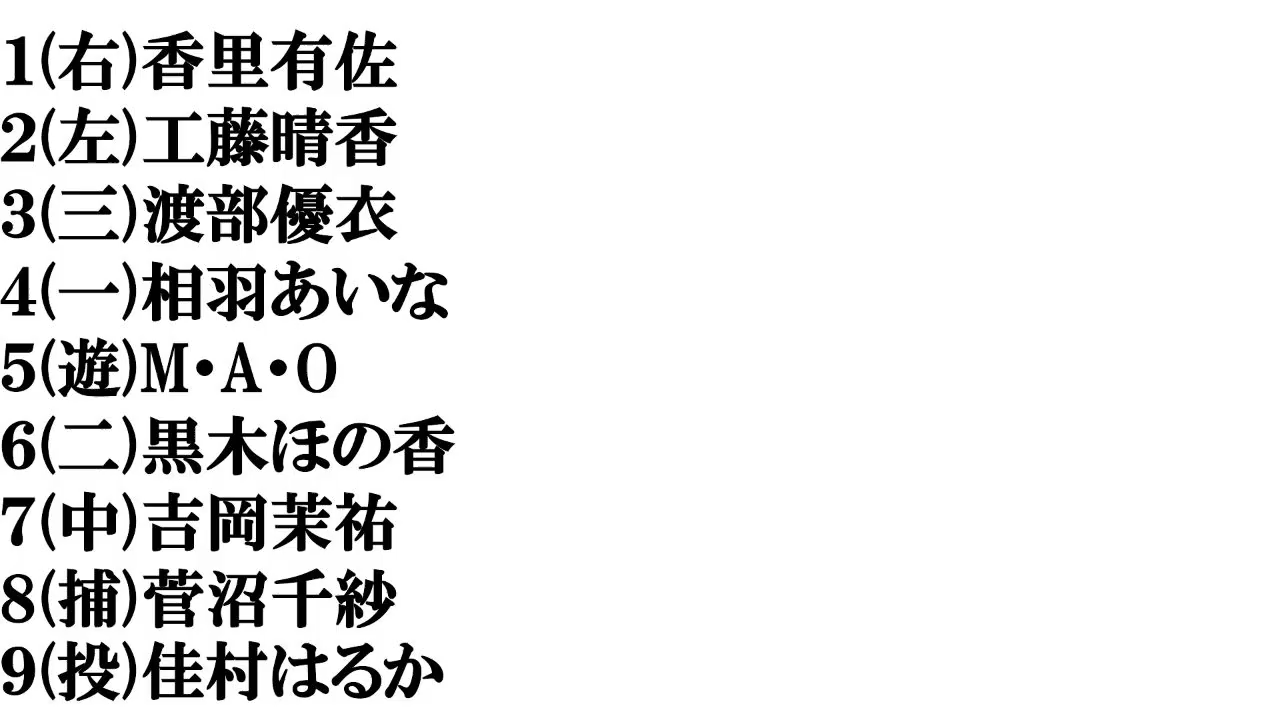 1(右)香里有佐
2(左)工藤晴香
3(三)渡部優衣
4(一)相羽あいな
5(遊)M・A・O
6(二)黒木ほの香
7(中)吉岡茉祐
8(捕)菅沼千紗
9(投)佳村はるか